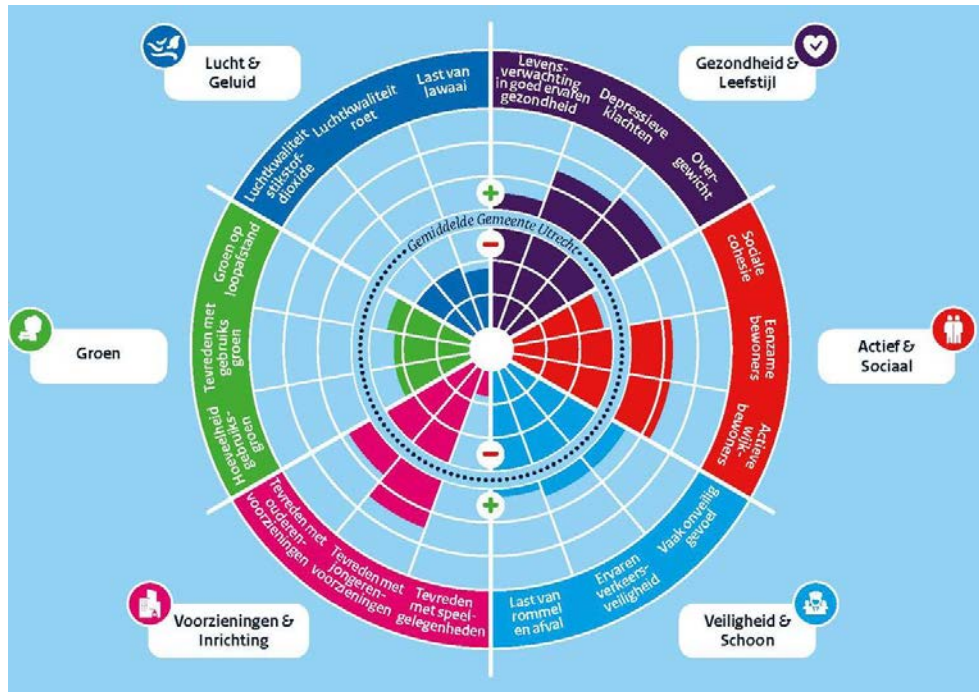 Lucht &
Geluid
Gezondheid &
Leefstijl
Luchtkwaliteit
stikstof-
dioxide
Luchtkwaliteit
roet
Last van
lawaai
Levens-
verwachting
in goed ervaren
gezondheid
Depressieve
klachten
Over-
gewicht
Sociale
cohesie
Eenzame
bewoners
Actieve
wijk-
bewoners
Actief &
Sociaal
Groen
Groen op
loopafstand
Tevreden met
gebruiks
groen
Hoeveelheid
gebruiks-
groen
+
Gemiddelde Gemeente Utrecht
−
−
+
Tevreden met
ouderen-
voorzieningen
Tevreden met
jongeren-
voorzieningen
Tevreden
met speel-
gelegenheden
Last van
rommel
en afval
Ervaren
verkeers-
veiligheid
Vaak onveilig
gevoel
Voorzieningen &
Inrichting
Veiligheid &
Schoon